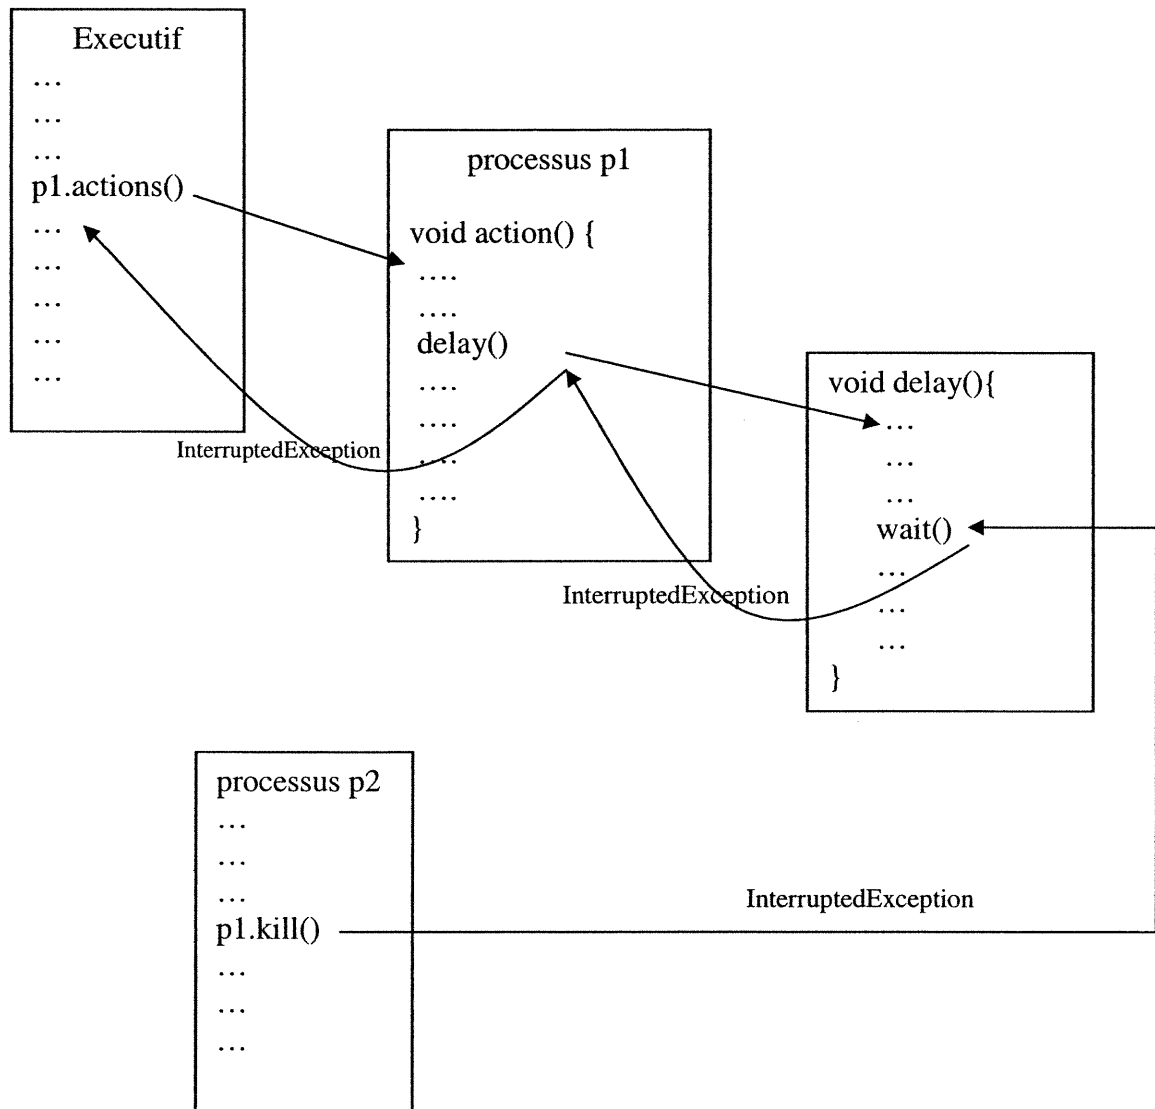 Executif
…
…
…
p1.actions()
…
…
…
…
…
processus p1
void action() {
….
….
delay()
….
….
….
….
}
InterruptedException
void delay(){
…
…
…
wait()
…
…
…
}
InterruptedException
processus p2
…
…
…
p1.kill()
…
…
…
InterruptedException